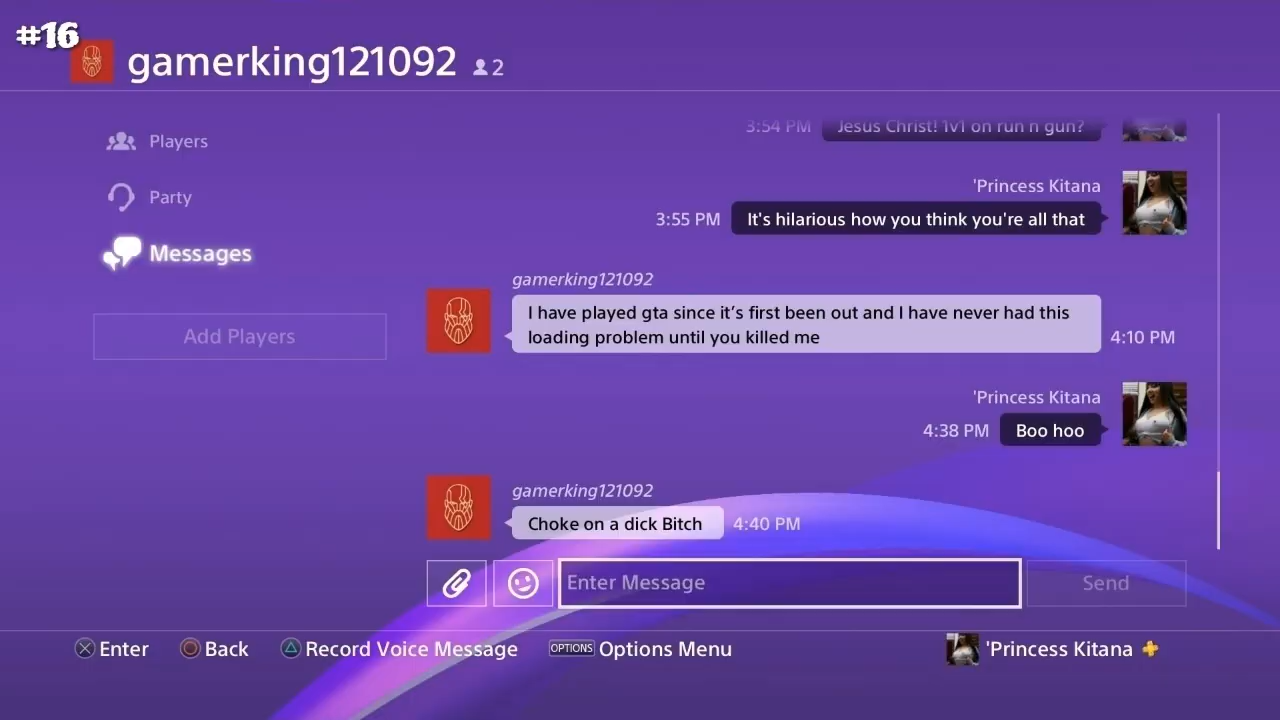 #16
gamerking121092 2
Players
Party
Messages
Add Players
3:54 PM Jesus Christ! 1v1 on run n gun?
'Princess Kitana
3:55 PM It's hilarious how you think you're all that
gamerking121092
I have played gta since it’s first been out and I have never had this
loading problem until you killed me
4:10 PM
'Princess Kitana
4:38 PM Boo hoo
gamerking121092
Choke on a dick Bitch 4:40 PM
Enter Message
Send
Enter Back Record Voice Message OPTIONS Options Menu 'Princess Kitana